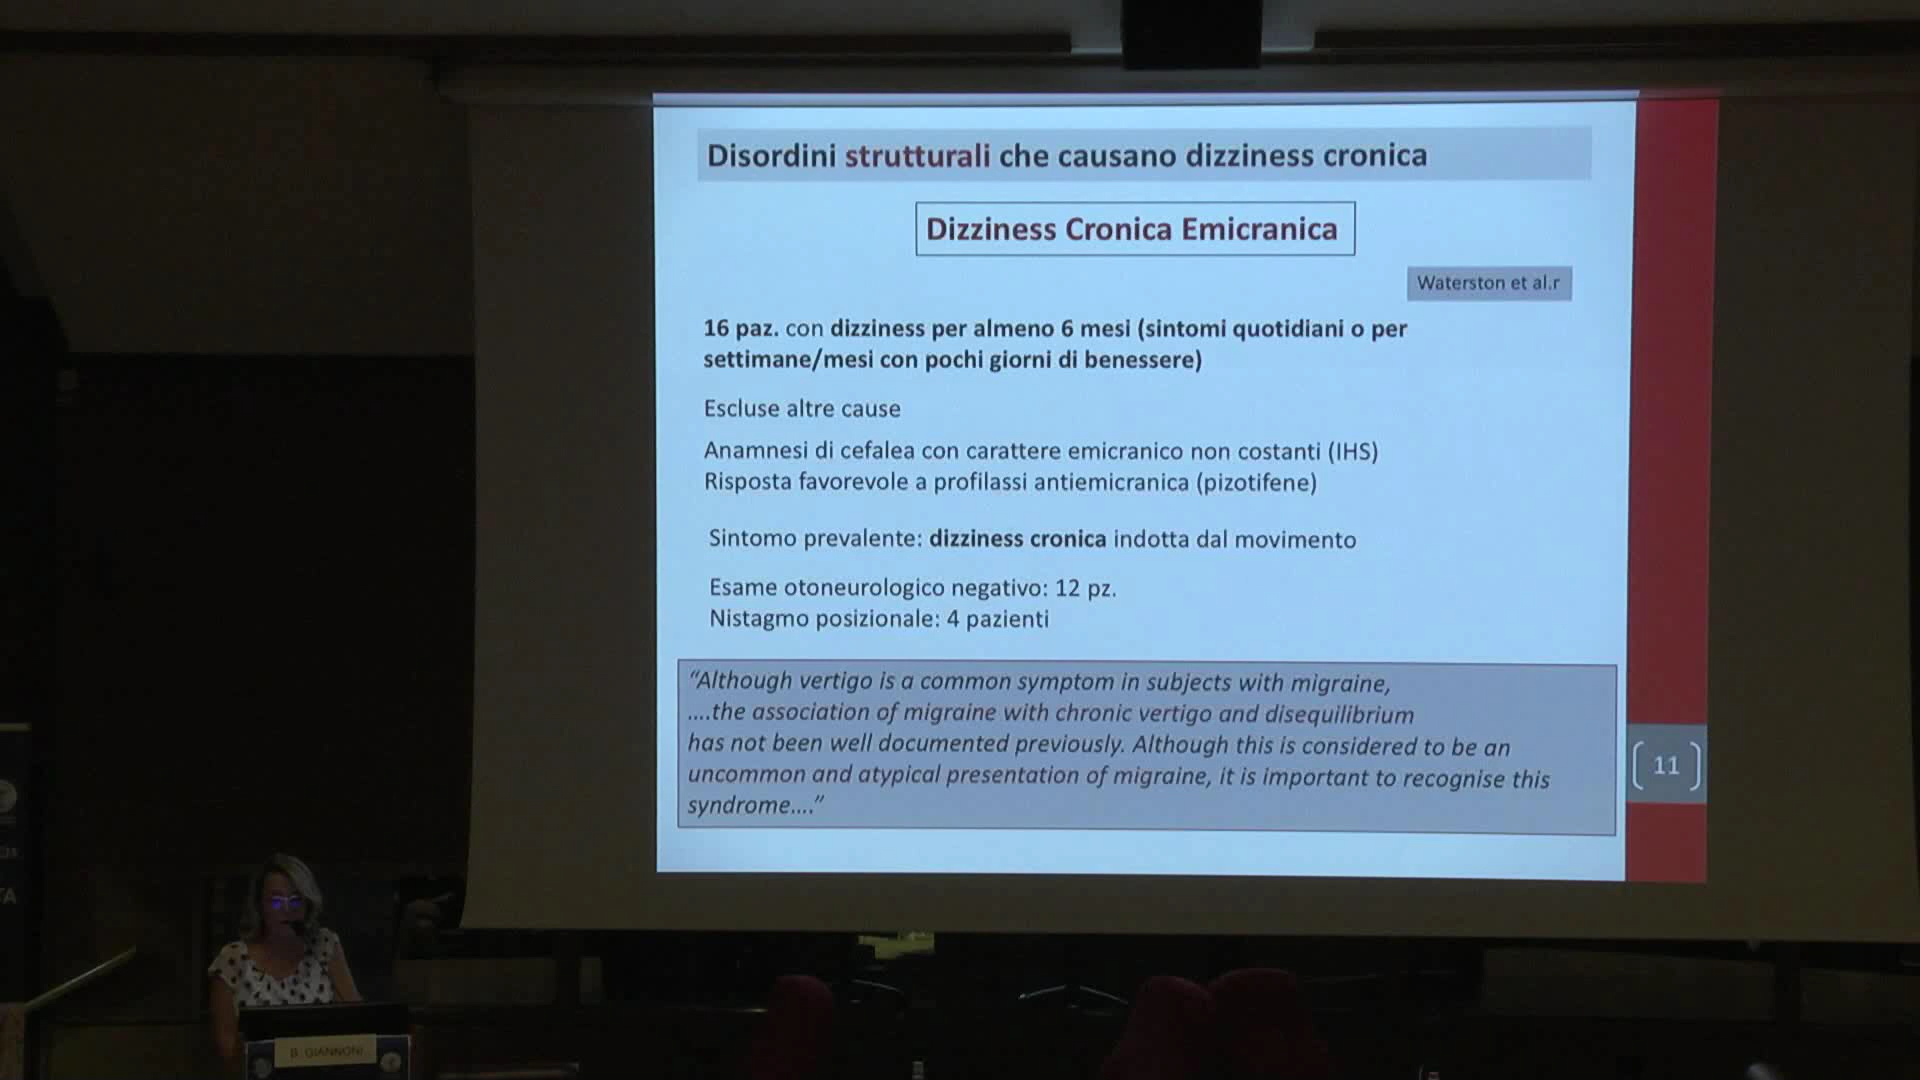 Disordini strutturali che causano dizziness cronica
Dizziness Cronica Emicranica
Waterston et al.r
16 paz. con dizziness per almeno 6 mesi (sintomi quotidiani o per
settimane/mesi con pochi giorni di benessere)
Escluse altre cause
Anamnesi di cefalea con carattere emicranico non costanti (IHS)
Risposta favorevole a profilassi antiemicranica (pizotifene)
Sintomo prevalente: dizziness cronica indotta dal movimento
Esame otoneurologico negativo: 12 pz.
Nistagmo posizionale: 4 pazienti
“Although vertigo is a common symptom in subjects with migraine,
....the association of migraine with chronic vertigo and disequilibrium
has not been well documented previously. Although this is considered to be an
uncommon and atypical presentation of migraine, it is important to recognise this
syndrome....”
11
B. GIANNONI